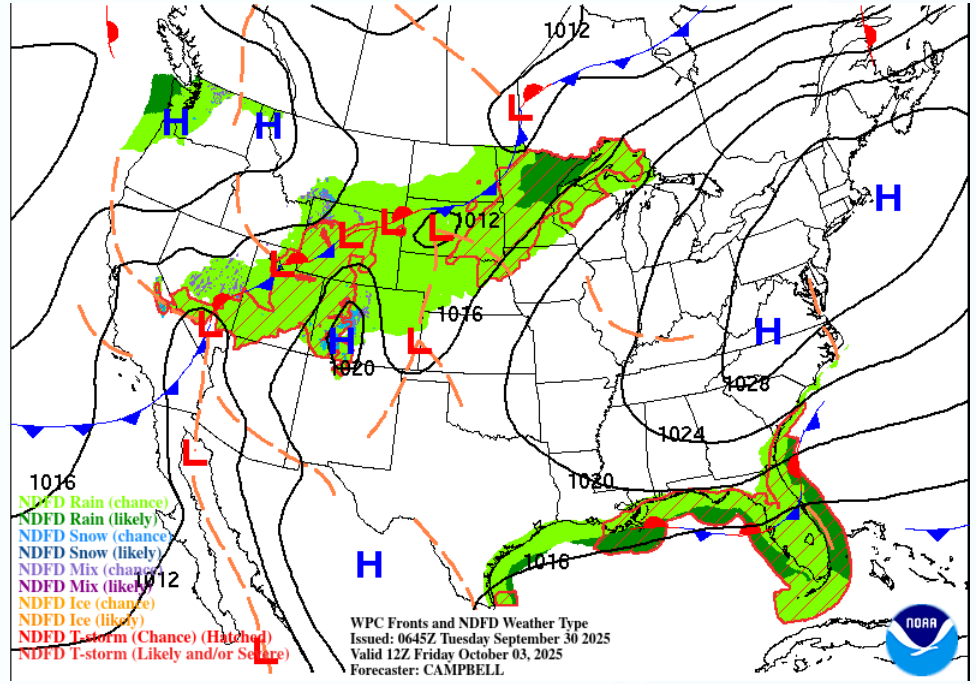 1012
L
H
H
H
L
1012
L
L
L
1016
H
L
H
L
1020
1028
1024
L
1020
1016
NDFD Rain (chance)
NDFD Rain (likely)
NDFD Snow (chance)
NDFD Snow (likely)
NDFD Mix (chance)
NDFD Mix (likely)
NDFD Ice (chance)
NDFD Ice (likely)
NDFD T-storm (Chance) (Hatched)
NDFD T-storm (Likely and/or Severe)
1012
H
1016
L
WPC Fronts and NDFD Weather Type
Issued: 0645Z Tuesday September 30 2025
Valid 12Z Friday October 03, 2025
Forecaster: CAMPBELL
NOAA